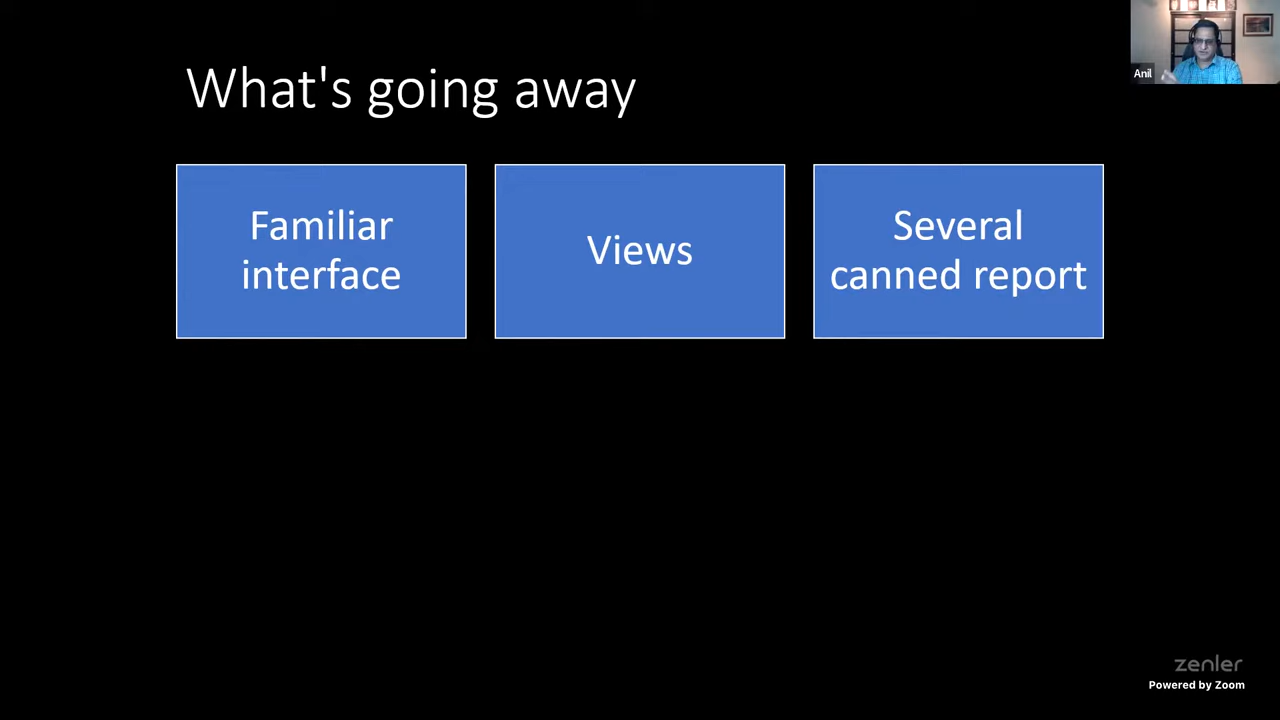 Anil
What's going away
Familiar
interface
Views
Several
canned report
zenler
Powered by Zoom